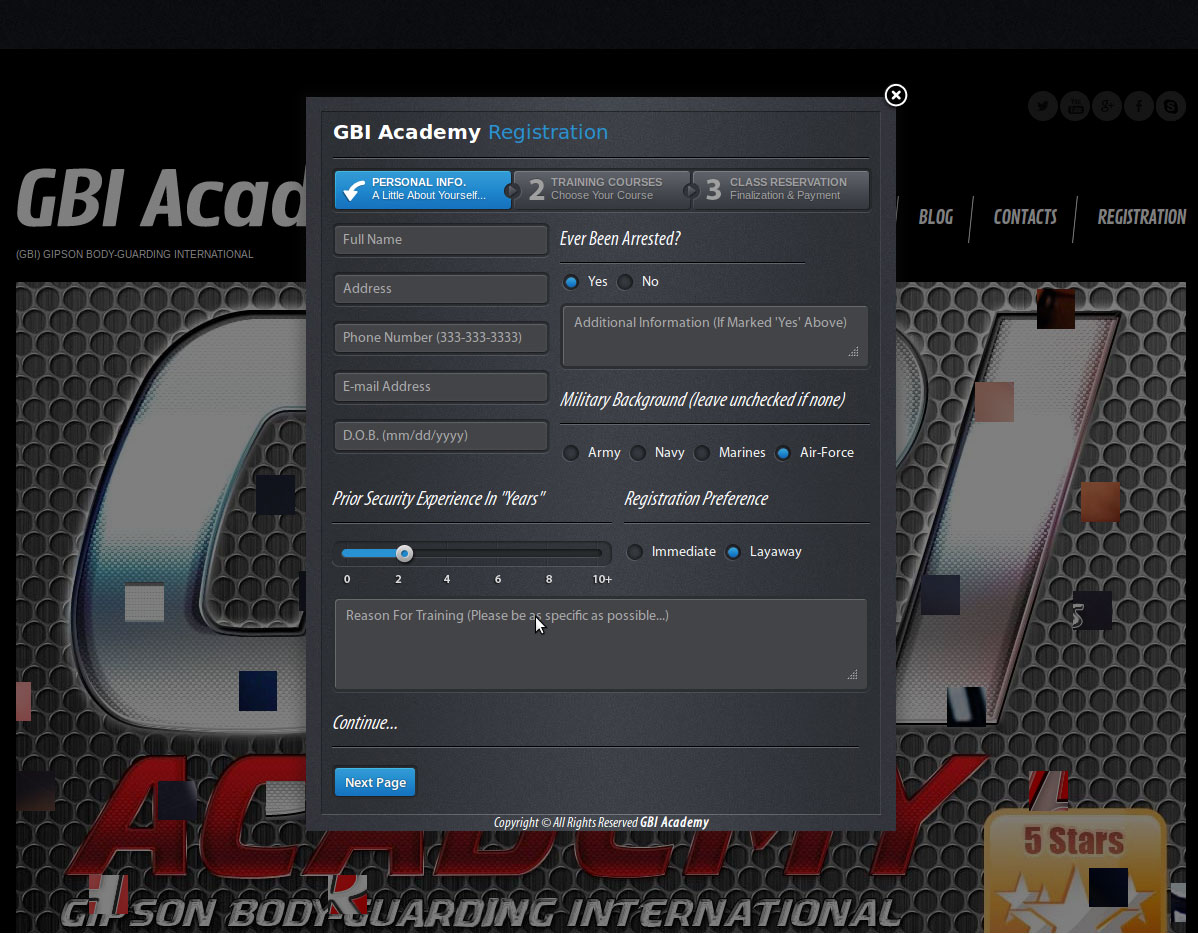 GBI Acad
(GBI) GIPSON BODY-GUARDING INTERNATIONAL
BLOG
CONTACTS
REGISTRATION
GBI Academy Registration
PERSONAL INFO.
A Little About Yourself...
2
TRAINING COURSES
Choose Your Course
3
CLASS RESERVATION
Finalization & Payment
Full Name
Address
Phone Number (333-333-3333)
E-mail Address
D.O.B. (mm/dd/yyyy)
Ever Been Arrested?
Yes No
Additional Information (If Marked 'Yes' Above)
Military Background (leave unchecked if none)
Army Navy Marines Air-Force
Prior Security Experience In "Years"
0 2 4 6 8 10+
Registration Preference
Immediate Layaway
Reason For Training (Please be as specific as possible...)
Continue...
Next Page
Copyright © All Rights Reserved GBI Academy
ACADEMY
GIPSON BODY-GUARDING INTERNATIONAL
5 Stars